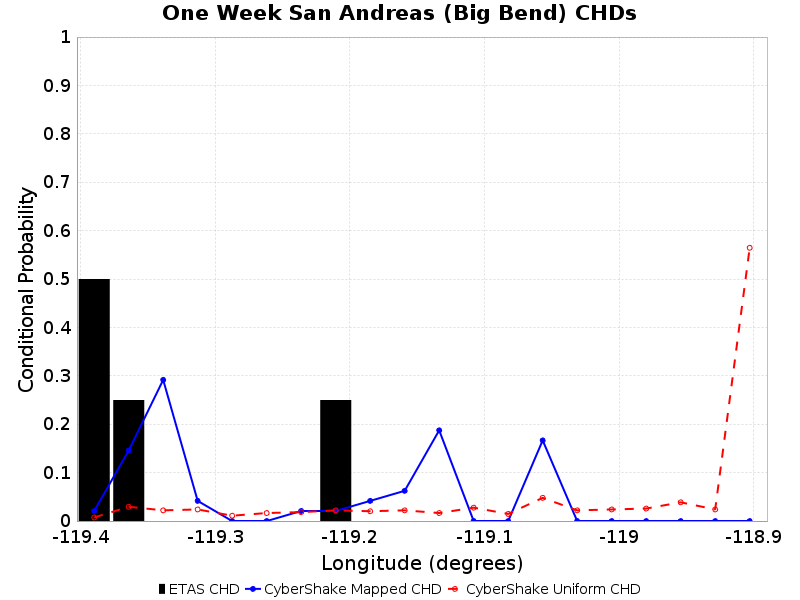 One Week San Andreas (Big Bend) CHDs
1
0.9
0.8
0.7
0.6
0.5
0.4
0.3
0.2
0.1
0
Conditional Probability
-119.4 -119.3 -119.2 -119.1 -119 -118.9
Longitude (degrees)
ETAS CHD CyberShake Mapped CHD CyberShake Uniform CHD